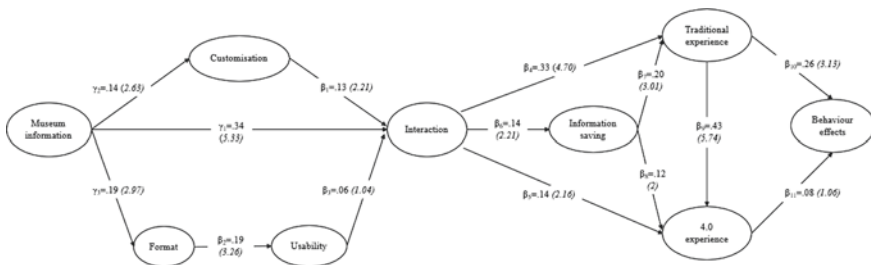 Customisation
Traditional
experience
γ₂=.14 (2.63)
β₁=.13 (2.21)
β₄=.33 (4.70)
β₇=.20
(3.01)
β₁₀=.26 (3.13)
Museum
information
γ₁=.34
(5.33)
Interaction
β₆=.14
(2.21)
Information
saving
β₉=.43
(5.74)
Behaviour
effects
γ₃=.19 (2.97)
β₃=.06 (1.04)
β₅=.14 (2.16)
β₈=.12
(2)
β₁₁=.08 (1.06)
Format
β₂=.19
(3.26)
Usability
4.0
experience